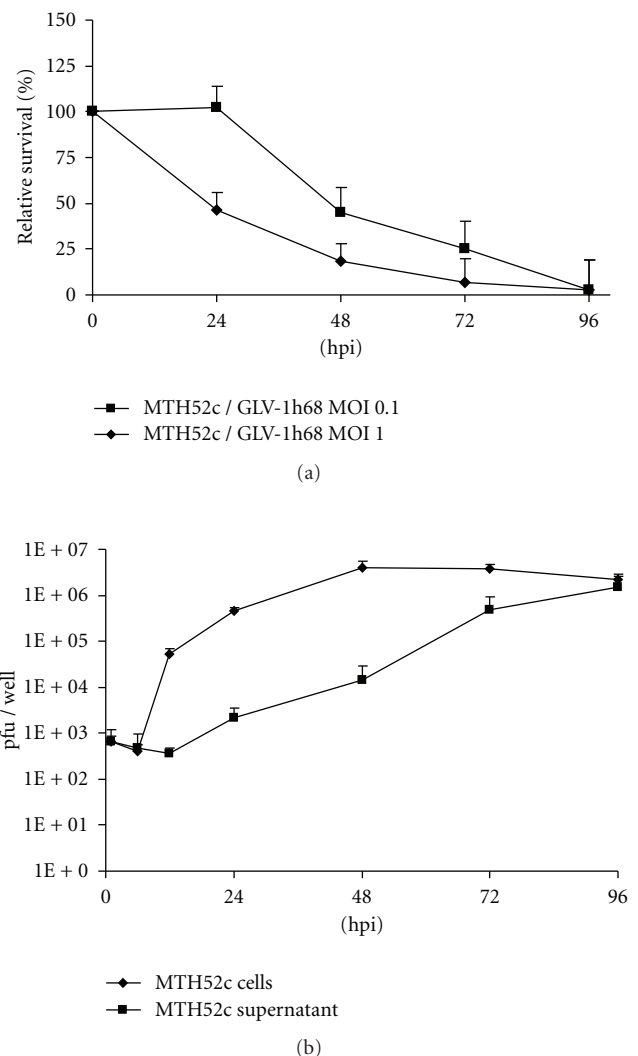 150
125
100
75
50
25
0
Relative survival (%)
0 24 48 72 96
(hpi)
MTH52c / GLV-1h68 MOI 0.1
MTH52c / GLV-1h68 MOI 1
(a)
1E + 07
1E + 06
1E + 05
1E + 04
1E + 03
1E + 02
1E + 01
1E + 0
pfu / well
0 24 48 72 96
(hpi)
MTH52c cells
MTH52c supernatant
(b)